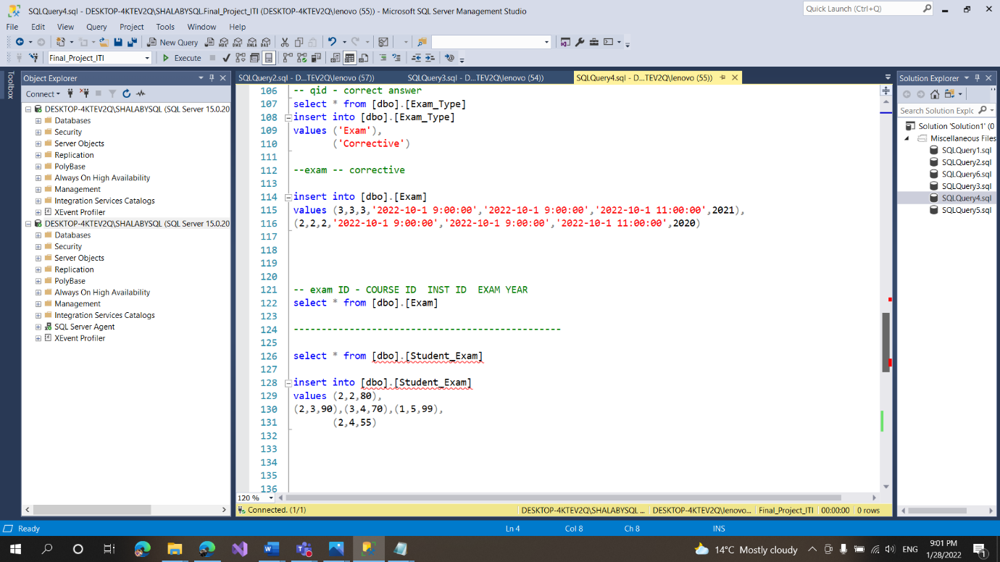 SQLQuery4.sql - DESKTOP-4KTEV2Q\SHALABYSQL.Final_Project_ITI (DESKTOP-4KTEV2Q\lenovo (55)) - Microsoft SQL Server Management Studio
Quick Launch (Ctrl+Q)
File Edit View Query Project Tools Window Help
New Query
MDX DMX XMLA DAX
Final_Project_ITI
Execute
Toolbox
Object Explorer
Connect
DESKTOP-4KTEV2Q\SHALABYSQL (SQL Server 15.0.20
Databases
Security
Server Objects
Replication
PolyBase
Always On High Availability
Management
Integration Services Catalogs
XEvent Profiler
DESKTOP-4KTEV2Q\SHALABYSQL (SQL Server 15.0.20
Databases
Security
Server Objects
Replication
PolyBase
Always On High Availability
Management
Integration Services Catalogs
SQL Server Agent
XEvent Profiler
SQLQuery2.sql - D...TEV2Q\lenovo (57)) SQLQuery3.sql - D...TEV2Q\lenovo (54)) SQLQuery4.sql - D...TEV2Q\lenovo (55))
106 -- qid - correct answer
107 select * from [dbo].[Exam_Type]
108 insert into [dbo].[Exam_Type]
109 values ('Exam'),
110 ('Corrective')
111
112 --exam -- corrective
113
114 insert into [dbo].[Exam]
115 values (3,3,3,'2022-10-1 9:00:00','2022-10-1 9:00:00','2022-10-1 11:00:00',2021),
116 (2,2,2,'2022-10-1 9:00:00','2022-10-1 9:00:00','2022-10-1 11:00:00',2020)
117
118
119
120
121 -- exam ID - COURSE ID  INST ID  EXAM YEAR
122 select * from [dbo].[Exam]
123
124 ------------------------------------------------
125
126 select * from [dbo].[Student_Exam]
127
128 insert into [dbo].[Student_Exam]
129 values (2,2,80),
130 (2,3,90),(3,4,70),(1,5,99),
131 (2,4,55)
132
133
134
135
136
120 %
Connected. (1/1)
DESKTOP-4KTEV2Q\SHALABYSQL ... DESKTOP-4KTEV2Q\lenovo... Final_Project_ITI 00:00:00 0 rows
Solution Explorer
Search Solution Explc
Solution 'Solution1' (0
Miscellaneous Files
SQLQuery1.sql
SQLQuery2.sql
SQLQuery6.sql
SQLQuery3.sql
SQLQuery4.sql
SQLQuery5.sql
Ready Ln 4 Col 8 Ch 8 INS
14°C Mostly cloudy ENG 9:01 PM
1/28/2022
1